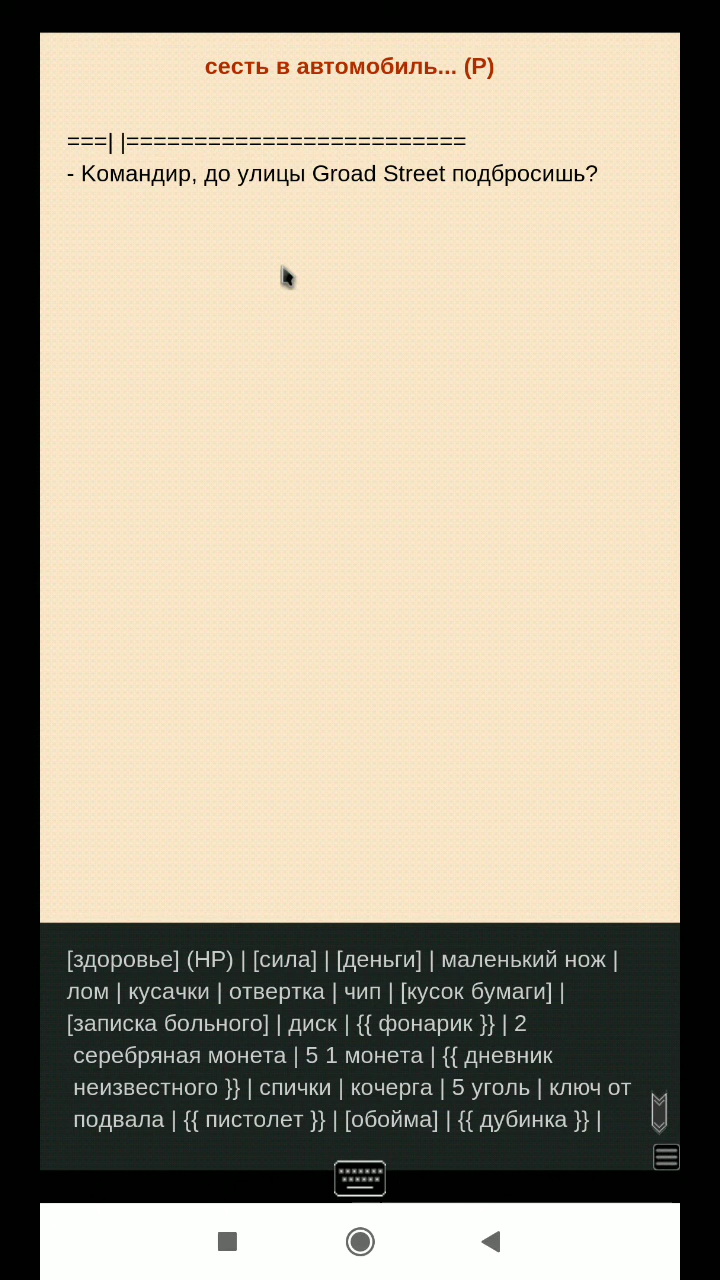 сесть в автомобиль... (P)
===| |=========================
- Командир, до улицы Groad Street подбросишь?
[здоровье] (HP) | [сила] | [деньги] | маленький нож |
лом | кусачки | отвертка | чип | [кусок бумаги] |
[записка больного] | диск | {{ фонарик }} | 2
серебряная монета | 5 1 монета | {{ дневник
неизвестного }} | спички | кочерга | 5 уголь | ключ от
подвала | {{ пистолет }} | [обойма] | {{ дубинка }} |